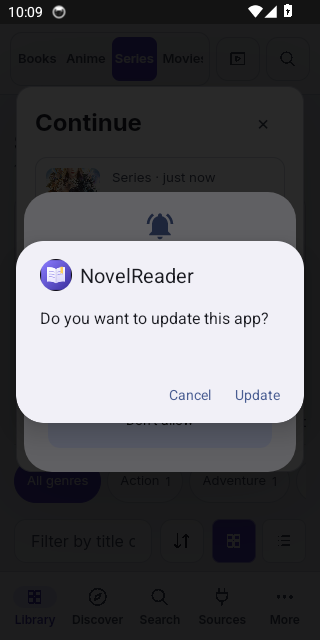 10:09
Books Anime Series Movies
Continue
Series · just now
NovelReader
Do you want to update this app?
Cancel Update
Don't allow
All genres Action 1 Adventure 1
Filter by title o
Library Discover Search Sources More